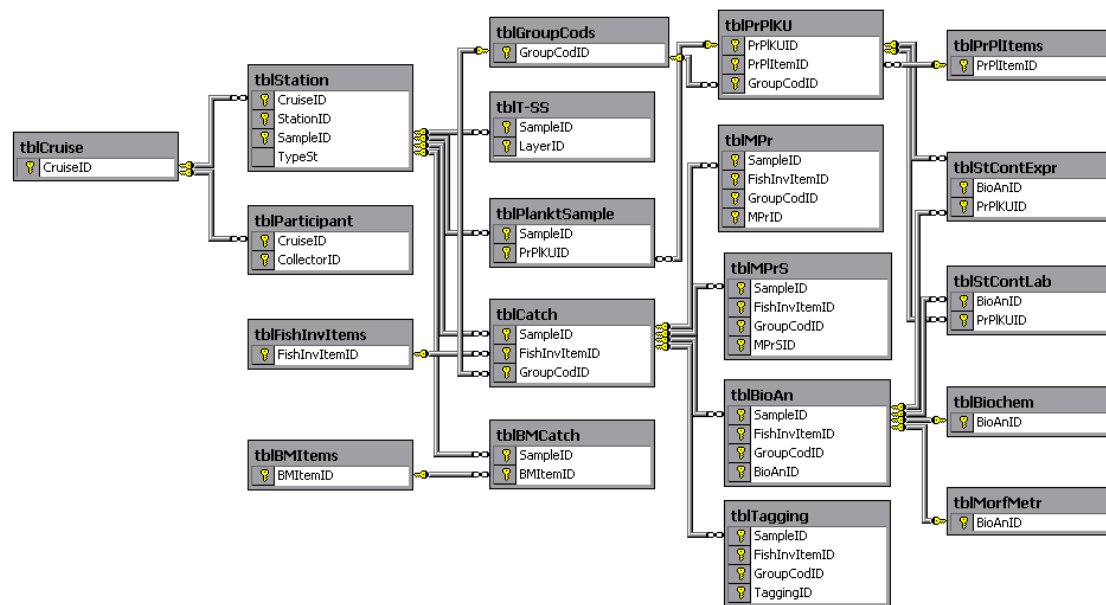 tblCruise
CruiseID
tblStation
CruiseID
StationID
SampleID
TypeSt
tblParticipant
CruiseID
CollectorID
tblFishInvItems
FishInvItemID
tblBMItems
BMItemID
tblGroupCods
GroupCodID
tblT-SS
SampleID
LayerID
tblPlanktSample
SampleID
PrPlKUID
tblCatch
SampleID
FishInvItemID
GroupCodID
tblBMCatch
SampleID
BMItemID
tblPrPlKU
PrPlKUID
PrPlItemID
GroupCodID
tblMPr
SampleID
FishInvItemID
GroupCodID
MPrID
tblMPrS
SampleID
FishInvItemID
GroupCodID
MPrSID
tblBioAn
SampleID
FishInvItemID
GroupCodID
BioAnID
tblTagging
SampleID
FishInvItemID
GroupCodID
TaggingID
tblPrPlItems
PrPlItemID
tblStContExpr
BioAnID
PrPlKUID
tblStContLab
BioAnID
PrPlKUID
tblBiochem
BioAnID
tblMorfMetr
BioAnID